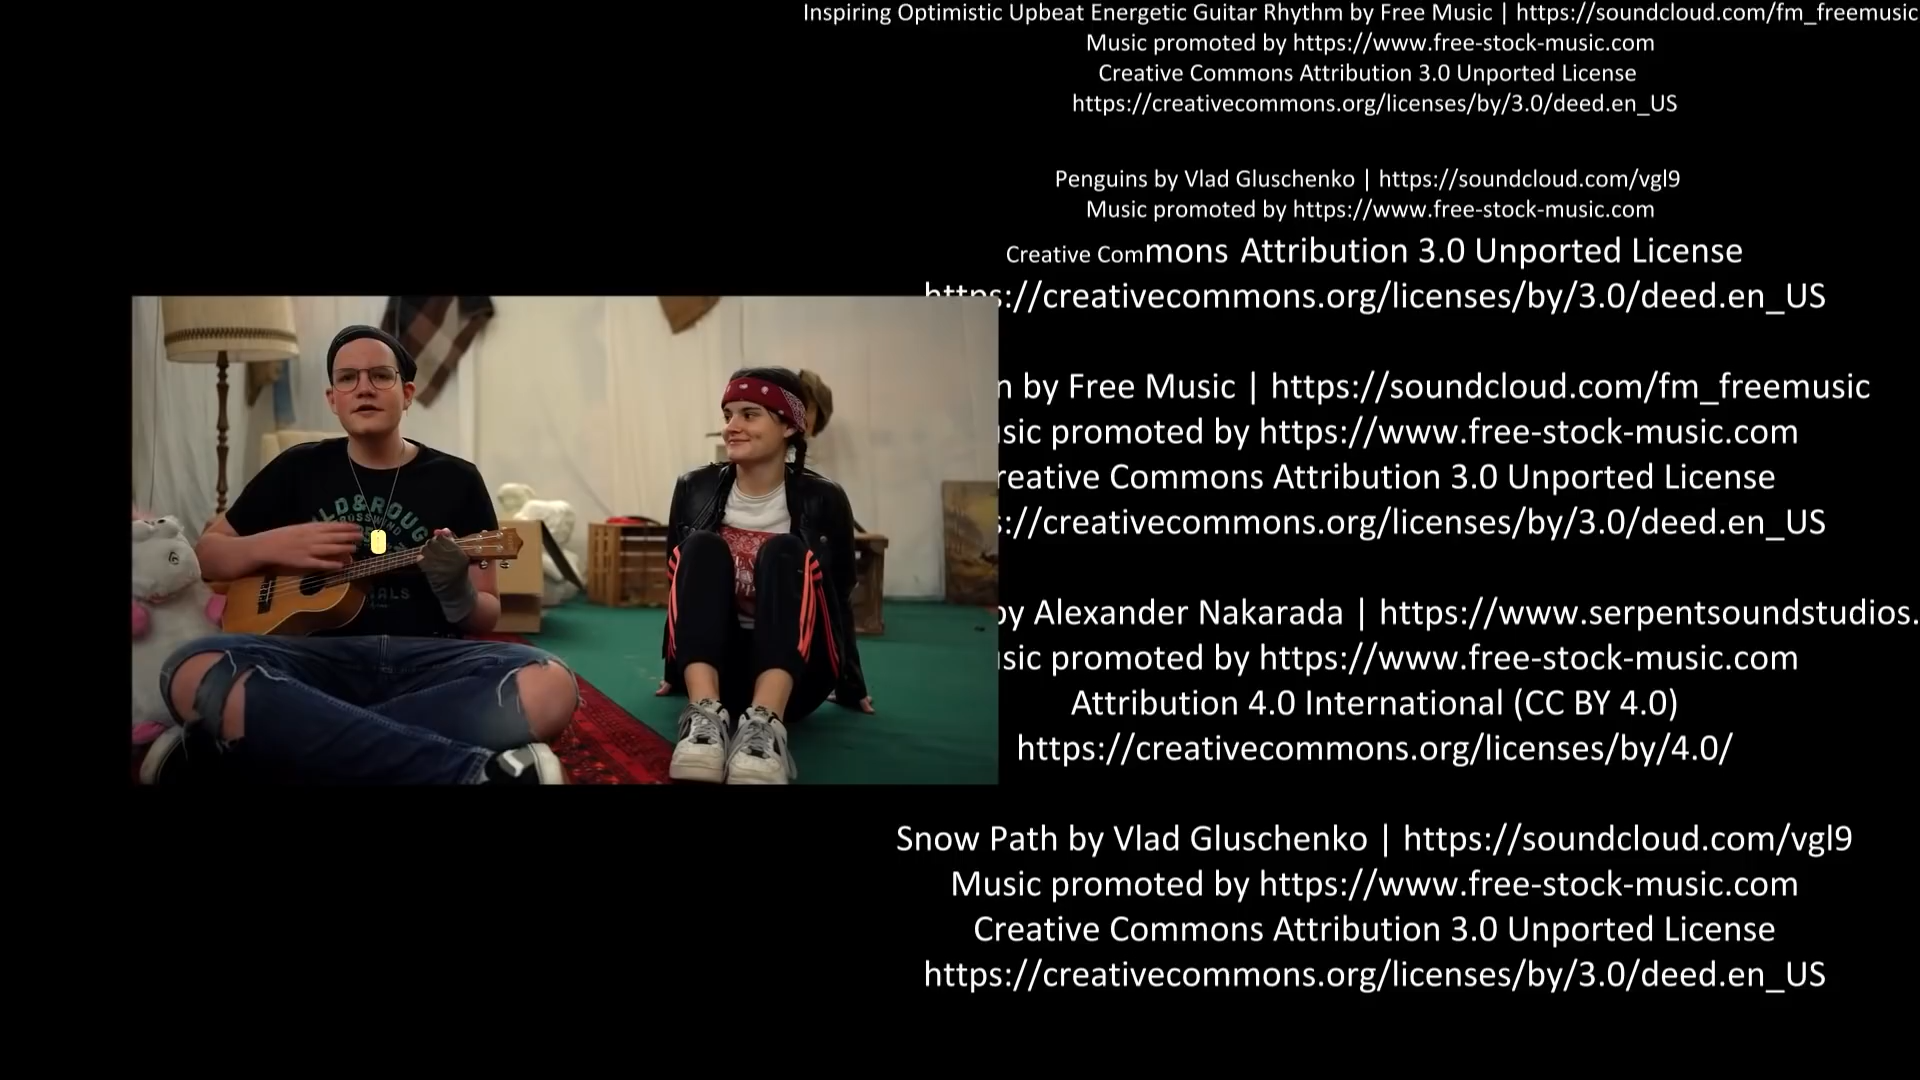 Inspiring Optimistic Upbeat Energetic Guitar Rhythm by Free Music | https://soundcloud.com/fm_freemusic
Music promoted by https://www.free-stock-music.com
Creative Commons Attribution 3.0 Unported License
https://creativecommons.org/licenses/by/3.0/deed.en_US
Penguins by Vlad Gluschenko | https://soundcloud.com/vgl9
Music promoted by https://www.free-stock-music.com
Creative Commons Attribution 3.0 Unported License
https://creativecommons.org/licenses/by/3.0/deed.en_US
by Free Music | https://soundcloud.com/fm_freemusic
promoted by https://www.free-stock-music.com
reative Commons Attribution 3.0 Unported License
://creativecommons.org/licenses/by/3.0/deed.en_US
by Alexander Nakarada | https://www.serpentsoundstudios.
promoted by https://www.free-stock-music.com
Attribution 4.0 International (CC BY 4.0)
https://creativecommons.org/licenses/by/4.0/
Snow Path by Vlad Gluschenko | https://soundcloud.com/vgl9
Music promoted by https://www.free-stock-music.com
Creative Commons Attribution 3.0 Unported License
https://creativecommons.org/licenses/by/3.0/deed.en_US